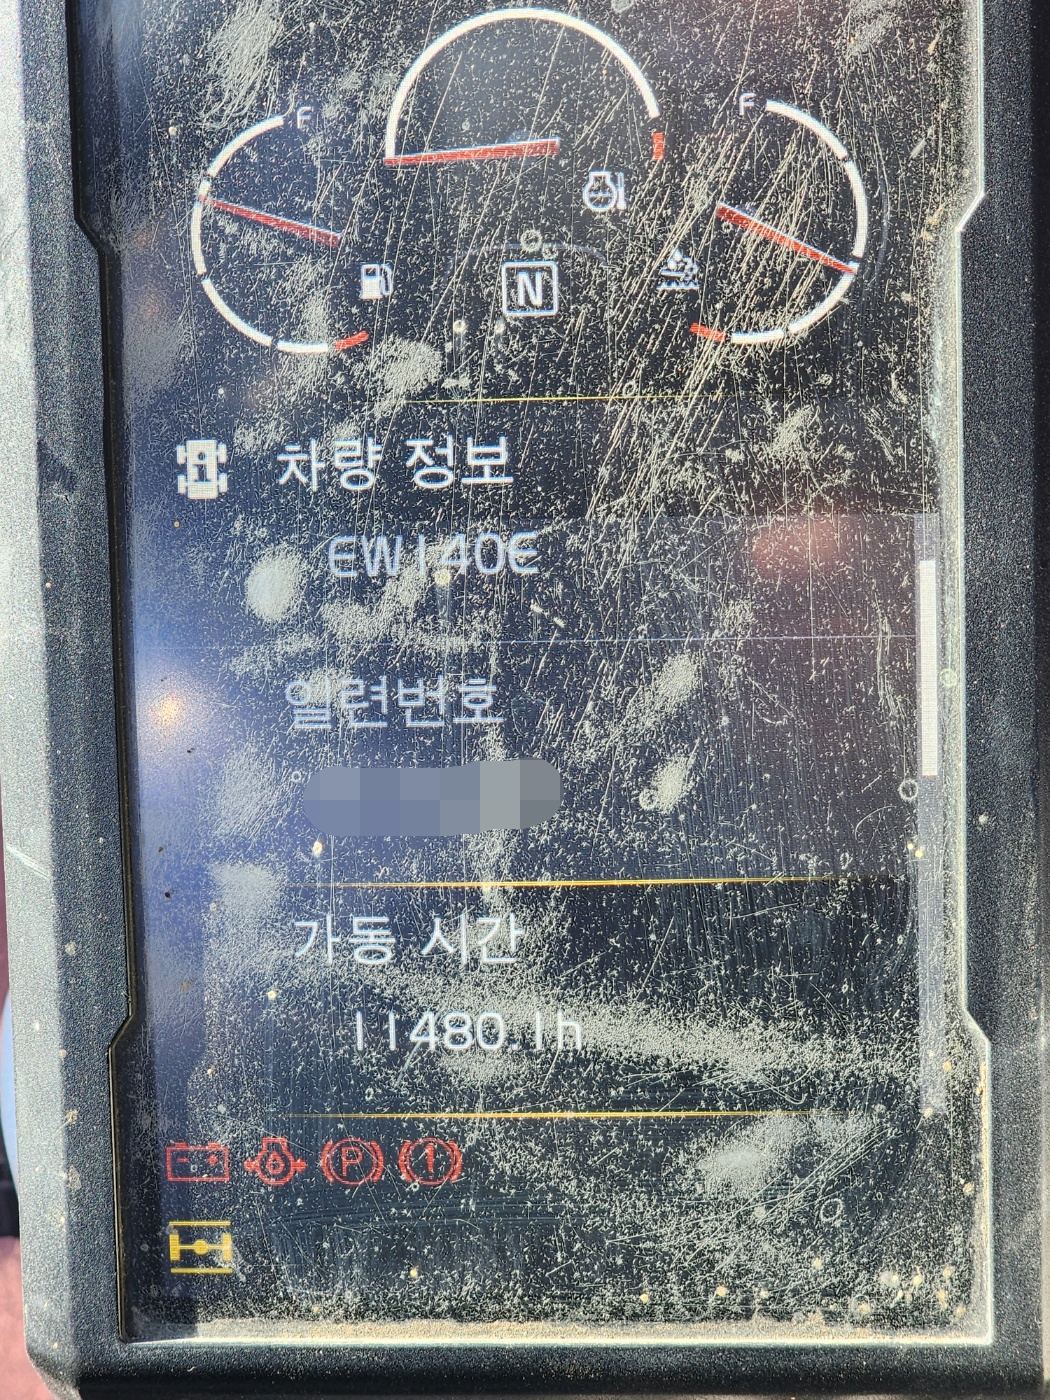 F
F
N
차량 정보
EW140E
일련번호
가동 시간
11480.1h
P